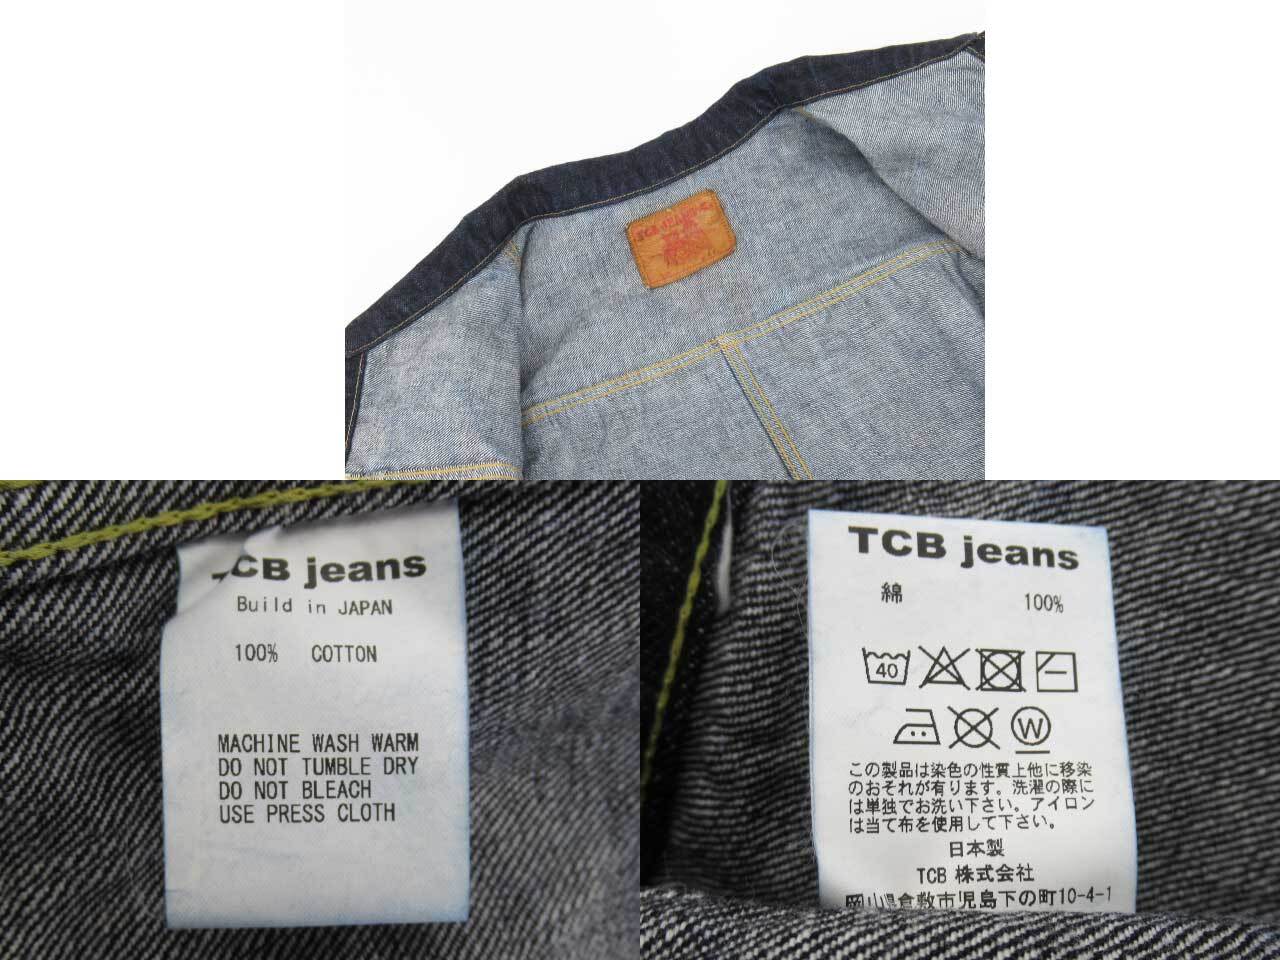 TCB JEANS
TCB jeans
Build in JAPAN
100% COTTON
MACHINE WASH WARM
DO NOT TUMBLE DRY
DO NOT BLEACH
USE PRESS CLOTH
TCB jeans
綿 100%
40
W
この製品は染色の性質上他に移染
のおそれが有ります。洗濯の際に
は単独でお洗い下さい。アイロン
は当て布を使用して下さい。
日本製
TCB 株式会社
岡山県倉敷市児島下の町10-4-1